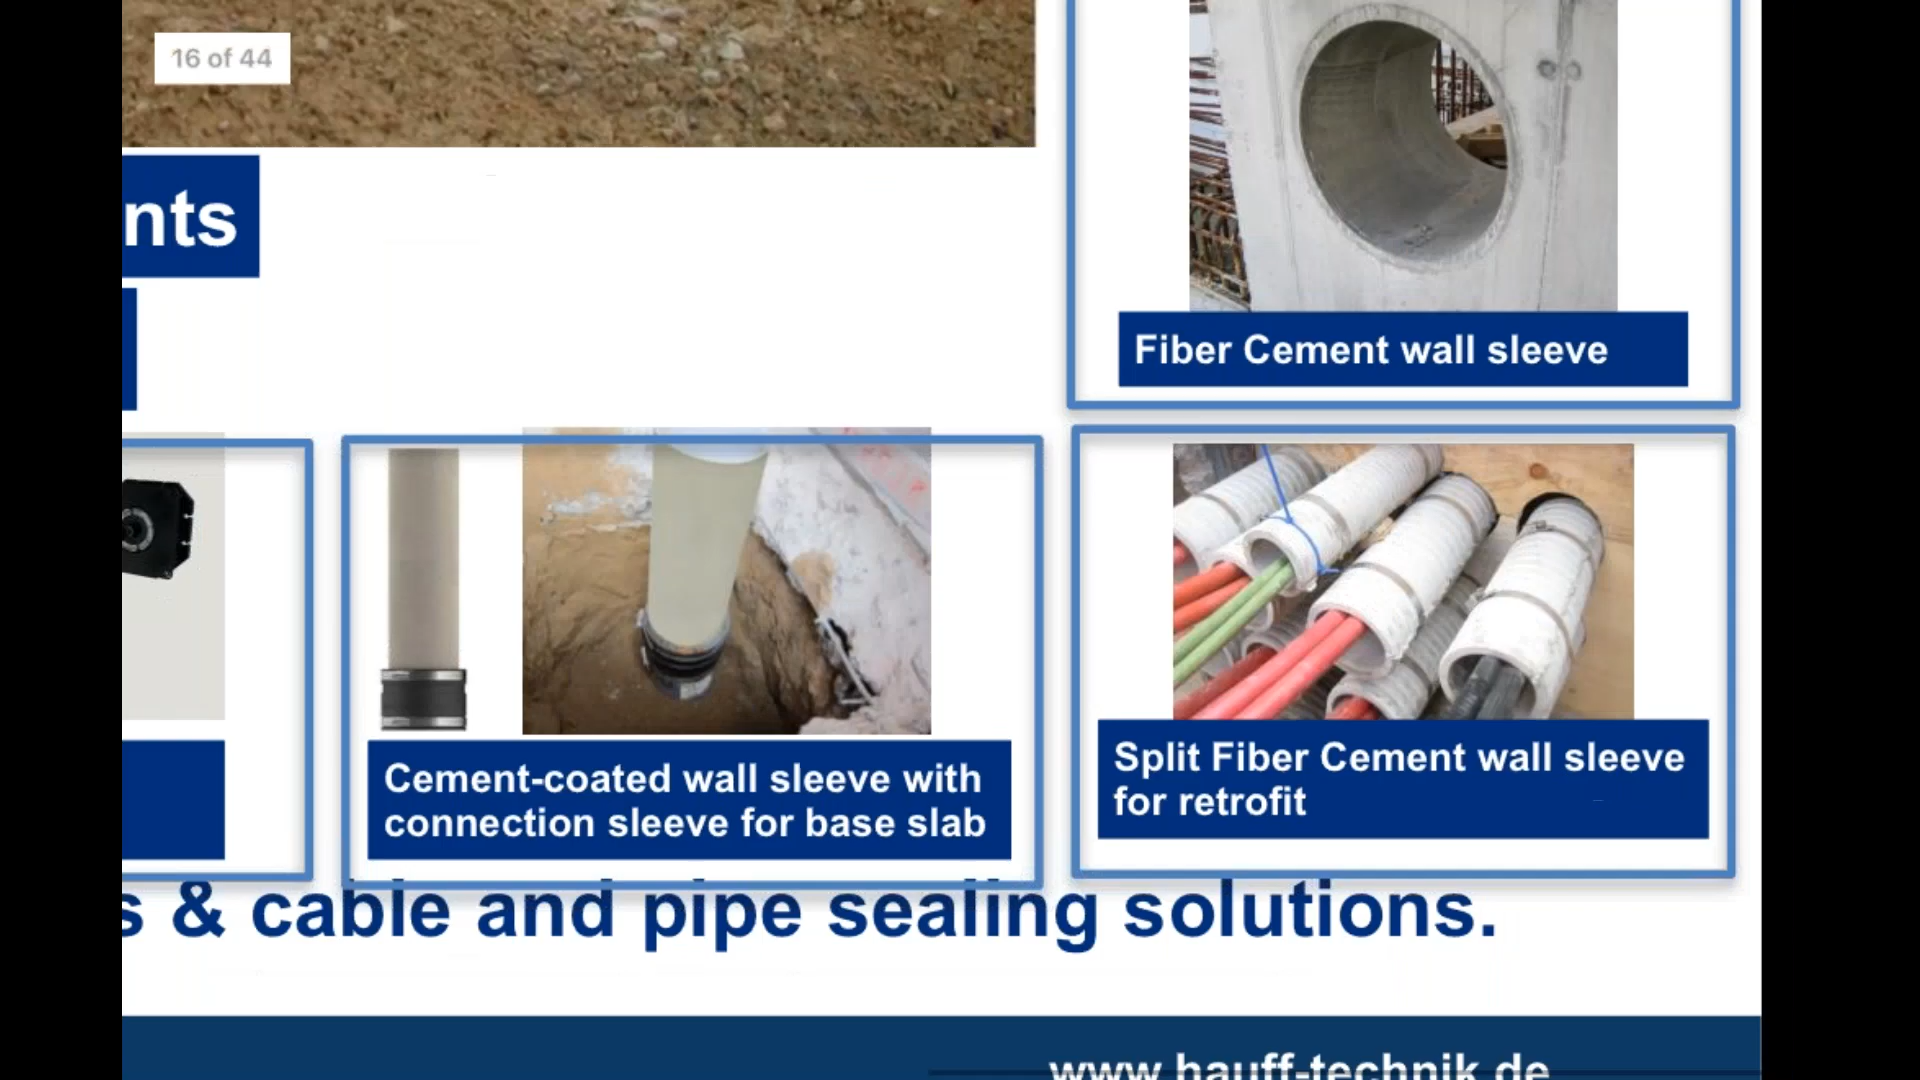 16 of 44
nts
Fiber Cement wall sleeve
Cement-coated wall sleeve with
connection sleeve for base slab
Split Fiber Cement wall sleeve
for retrofit
s & cable and pipe sealing solutions.
www.hauff-technik.de